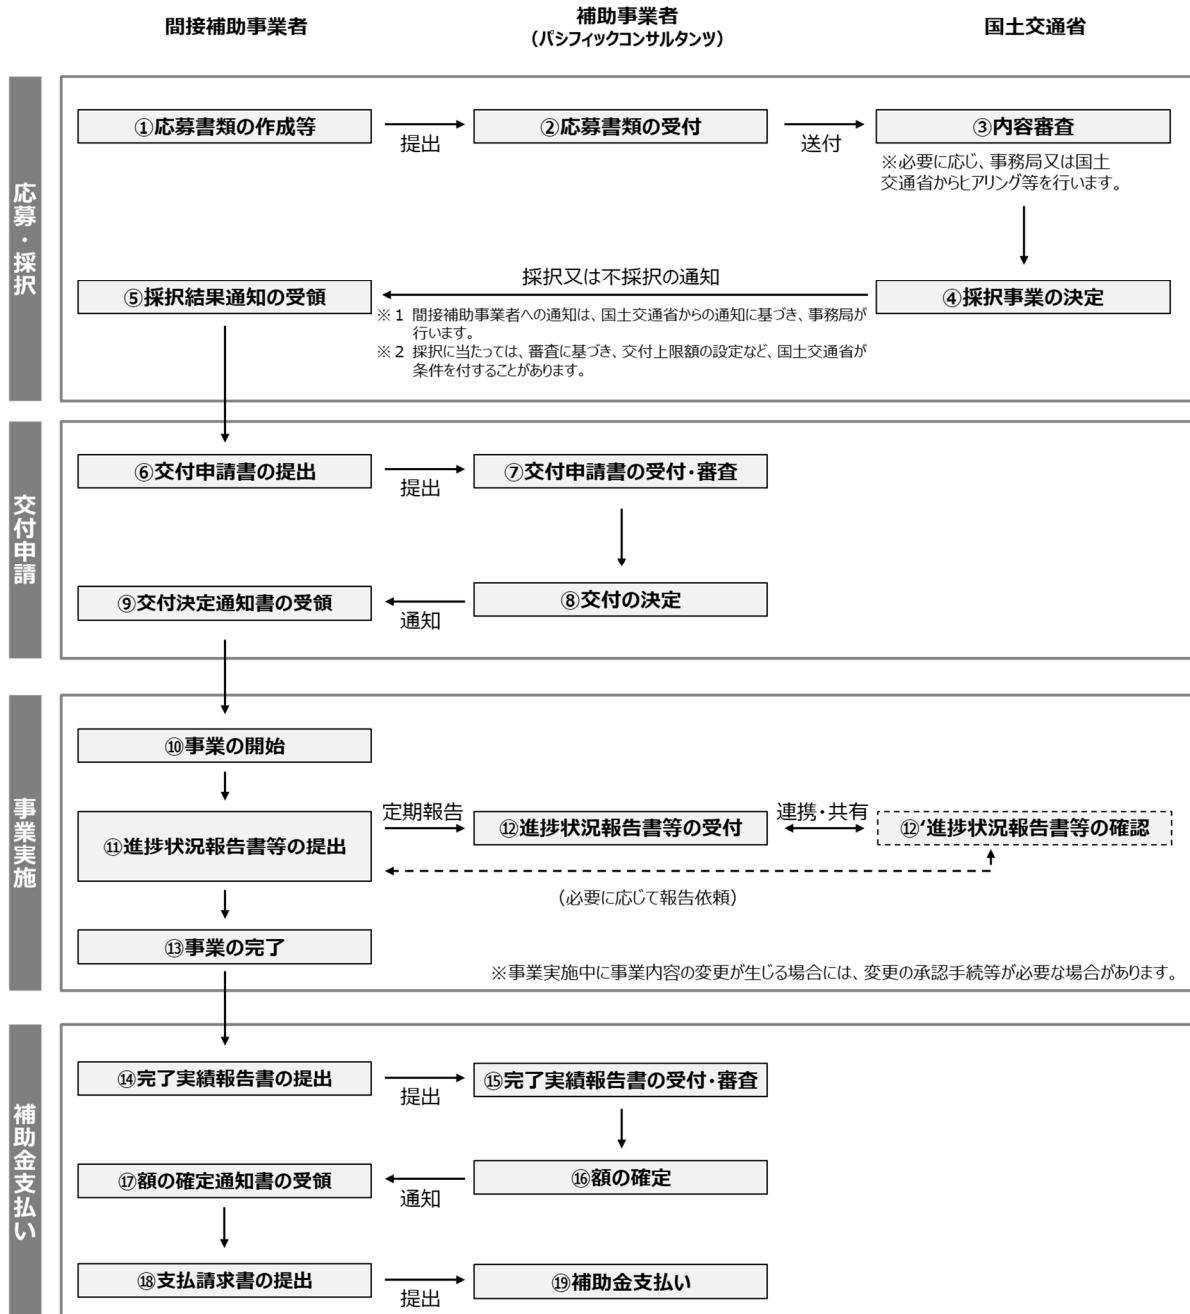 間接補助事業者
補助事業者
（パシフィックコンサルタンツ）
国土交通省
応募・採択
①応募書類の作成等
提出
②応募書類の受付
送付
③内容審査
※必要に応じ、事務局又は国土
交通省からヒアリング等を行います。
採択又は不採択の通知
⑤採択結果通知の受領
④採択事業の決定
※１ 間接補助事業者への通知は、国土交通省からの通知に基づき、事務局が
行います。
※２ 採択に当たっては、審査に基づき、交付上限額の設定など、国土交通省が
条件を付することがあります。
交付申請
⑥交付申請書の提出
提出
⑦交付申請書の受付・審査
⑨交付決定通知書の受領
通知
⑧交付の決定
事業実施
⑩事業の開始
⑪進捗状況報告書等の提出
定期報告
⑫進捗状況報告書等の受付
連携・共有
⑫‘進捗状況報告書等の確認
（必要に応じて報告依頼）
⑬事業の完了
※事業実施中に事業内容の変更が生じる場合には、変更の承認手続等が必要な場合があります。
補助金支払い
⑭完了実績報告書の提出
提出
⑮完了実績報告書の受付・審査
⑰額の確定通知書の受領
通知
⑯額の確定
⑱支払請求書の提出
提出
⑲補助金支払い